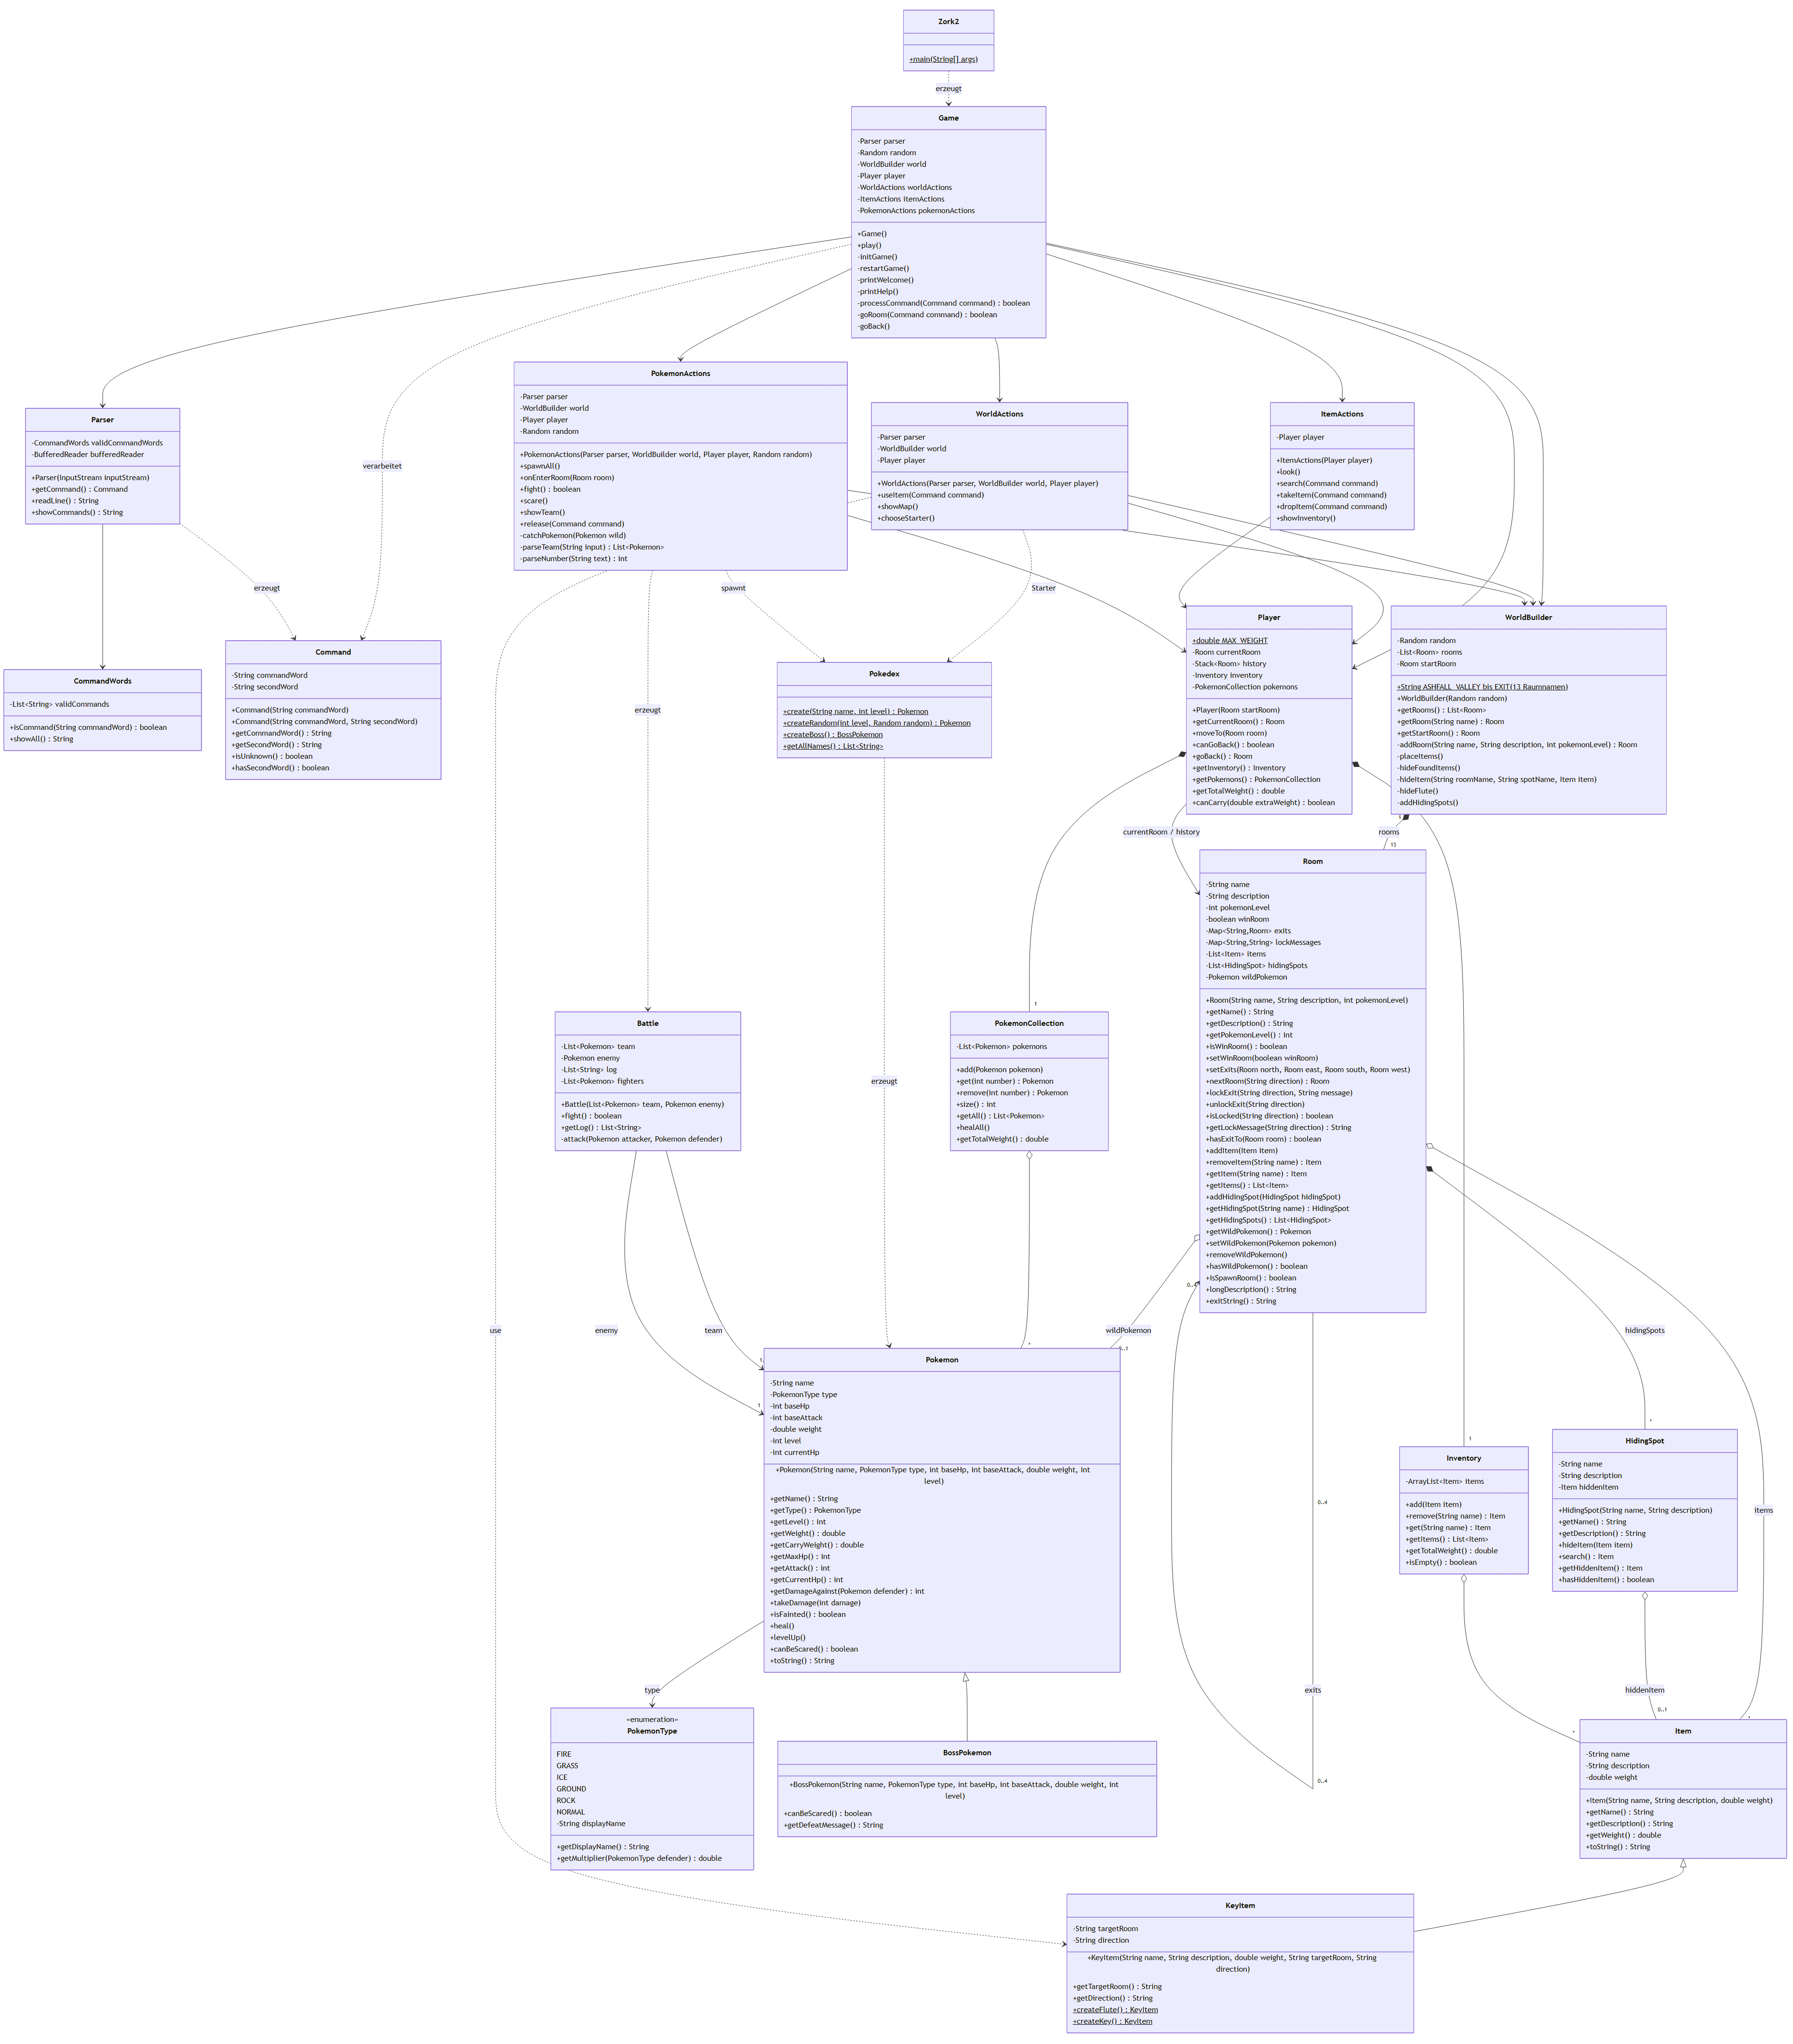 Zork2
+main(String[] args)
erzeugt
Game
-Parser parser
-Random random
-WorldBuilder world
-Player player
-WorldActions worldActions
-ItemActions itemActions
-PokemonActions pokemonActions
+Game()
+play()
-initGame()
-restartGame()
-printWelcome()
-printHelp()
-processCommand(Command command) : boolean
-goRoom(Command command) : boolean
-goBack()
PokemonActions
-Parser parser
-WorldBuilder world
-Player player
-Random random
+PokemonActions(Parser parser, WorldBuilder world, Player player, Random random)
+spawnAll()
+onEnterRoom(Room room)
+fight() : boolean
+scare()
+showTeam()
+release(Command command)
-catchPokemon(Pokemon wild)
-parseTeam(String input) : List<Pokemon>
-parseNumber(String text) : int
WorldActions
-Parser parser
-WorldBuilder world
-Player player
+WorldActions(Parser parser, WorldBuilder world, Player player)
+useItem(Command command)
+showMap()
+chooseStarter()
ItemActions
-Player player
+ItemActions(Player player)
+look()
+search(Command command)
+takeItem(Command command)
+dropItem(Command command)
+showInventory()
Parser
-CommandWords validCommandWords
-BufferedReader bufferedReader
+Parser(InputStream inputStream)
+getCommand() : Command
+readLine() : String
+showCommands() : String
verarbeitet
erzeugt
spawnt
Starter
CommandWords
-List<String> validCommands
+isCommand(String commandWord) : boolean
+showAll() : String
Command
-String commandWord
-String secondWord
+Command(String commandWord)
+Command(String commandWord, String secondWord)
+getCommandWord() : String
+getSecondWord() : String
+isUnknown() : boolean
+hasSecondWord() : boolean
erzeugt
Pokedex
+create(String name, int level) : Pokemon
+createRandom(int level, Random random) : Pokemon
+createBoss() : BossPokemon
+getAllNames() : List<String>
Player
+double MAX_WEIGHT
-Room currentRoom
-Stack<Room> history
-Inventory inventory
-PokemonCollection pokemons
+Player(Room startRoom)
+getCurrentRoom() : Room
+moveTo(Room room)
+canGoBack() : boolean
+goBack() : Room
+getInventory() : Inventory
+getPokemons() : PokemonCollection
+getTotalWeight() : double
+canCarry(double extraWeight) : boolean
WorldBuilder
-Random random
-List<Room> rooms
-Room startRoom
+String ASHFALL_VALLEY bis EXIT(13 Raumnamen)
+WorldBuilder(Random random)
+getRooms() : List<Room>
+getRoom(String name) : Room
+getStartRoom() : Room
-addRoom(String name, String description, int pokemonLevel) : Room
-placeItems()
-hideFoundItems()
-hideItem(String roomName, String spotName, Item item)
-hideFlute()
-addHidingSpots()
1
currentRoom / history
rooms
13
Room
-String name
-String description
-int pokemonLevel
-boolean winRoom
-Map<String,Room> exits
-Map<String,String> lockMessages
-List<Item> items
-List<HidingSpot> hidingSpots
-Pokemon wildPokemon
+Room(String name, String description, int pokemonLevel)
+getName() : String
+getDescription() : String
+getPokemonLevel() : int
+isWinRoom() : boolean
+setWinRoom(boolean winRoom)
+setExits(Room north, Room east, Room south, Room west)
+nextRoom(String direction) : Room
+lockExit(String direction, String message)
+unlockExit(String direction)
+isLocked(String direction) : boolean
+getLockMessage(String direction) : String
+hasExitTo(Room room) : boolean
+addItem(Item item)
+removeItem(String name) : Item
+getItem(String name) : Item
+getItems() : List<Item>
+addHidingSpot(HidingSpot hidingSpot)
+getHidingSpot(String name) : HidingSpot
+getHidingSpots() : List<HidingSpot>
+getWildPokemon() : Pokemon
+setWildPokemon(Pokemon pokemon)
+removeWildPokemon()
+hasWildPokemon() : boolean
+isSpawnRoom() : boolean
+longDescription() : String
+exitString() : String
1
Battle
-List<Pokemon> team
-Pokemon enemy
-List<String> log
-List<Pokemon> fighters
+Battle(List<Pokemon> team, Pokemon enemy)
+fight() : boolean
+getLog() : List<String>
-attack(Pokemon attacker, Pokemon defender)
erzeugt
PokemonCollection
-List<Pokemon> pokemons
+add(Pokemon pokemon)
+get(int number) : Pokemon
+remove(int number) : Pokemon
+size() : int
+getAll() : List<Pokemon>
+healAll()
+getTotalWeight() : double
0..4
use
enemy
team
wildPokemon
hidingSpots
*
0..1
1
1
Pokemon
-String name
-PokemonType type
-int baseHp
-int baseAttack
-double weight
-int level
-int currentHp
+Pokemon(String name, PokemonType type, int baseHp, int baseAttack, double weight, int
level)
+getName() : String
+getType() : PokemonType
+getLevel() : int
+getWeight() : double
+getCarryWeight() : double
+getMaxHp() : int
+getAttack() : int
+getCurrentHp() : int
+getDamageAgainst(Pokemon defender) : int
+takeDamage(int damage)
+isFainted() : boolean
+heal()
+levelUp()
+canBeScared() : boolean
+toString() : String
*
1
Inventory
-ArrayList<Item> items
+add(Item item)
+remove(String name) : Item
+get(String name) : Item
+getItems() : List<Item>
+getTotalWeight() : double
+isEmpty() : boolean
HidingSpot
-String name
-String description
-Item hiddenItem
+HidingSpot(String name, String description)
+getName() : String
+getDescription() : String
+hideItem(Item item)
+search() : Item
+getHiddenItem() : Item
+hasHiddenItem() : boolean
0..4
items
type
exits
hiddenItem
0..1
*
*
0..4
<<enumeration>>
PokemonType
FIRE
GRASS
ICE
GROUND
ROCK
NORMAL
-String displayName
+getDisplayName() : String
+getMultiplier(PokemonType defender) : double
BossPokemon
+BossPokemon(String name, PokemonType type, int baseHp, int baseAttack, double weight, int
level)
+canBeScared() : boolean
+getDefeatMessage() : String
Item
-String name
-String description
-double weight
+Item(String name, String description, double weight)
+getName() : String
+getDescription() : String
+getWeight() : double
+toString() : String
KeyItem
-String targetRoom
-String direction
+KeyItem(String name, String description, double weight, String targetRoom, String
direction)
+getTargetRoom() : String
+getDirection() : String
+createFlute() : KeyItem
+createKey() : KeyItem